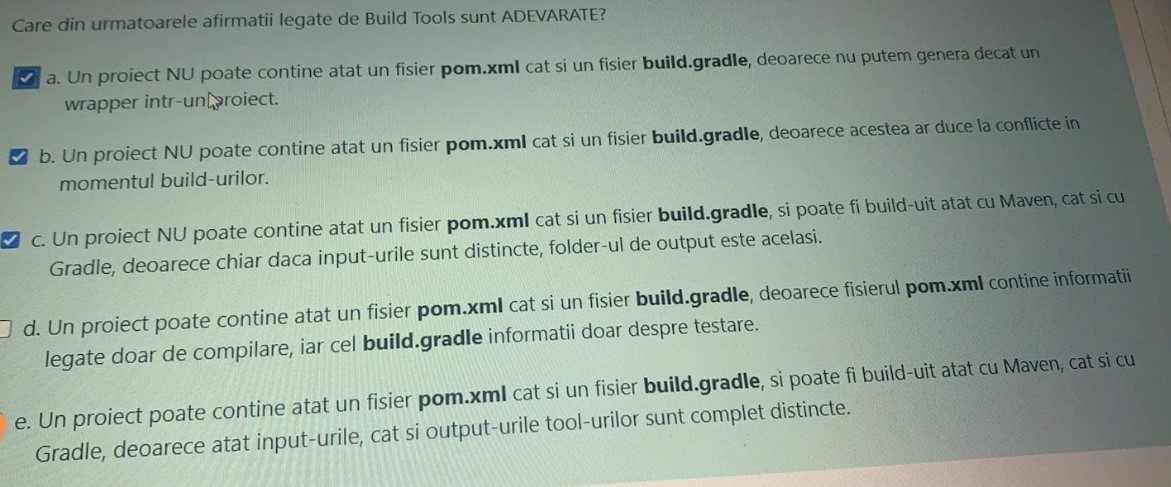 Care din urmatoarele afirmatii legate de Build Tools sunt ADEVARATE?
a. Un proiect NU poate contine atat un fisier pom.xml cat si un fisier build.gradle, deoarece nu putem genera decat un
wrapper intr-un proiect.
b. Un proiect NU poate contine atat un fisier pom.xml cat si un fisier build.gradle, deoarece acestea ar duce la conflicte in
momentul build-urilor.
c. Un proiect NU poate contine atat un fisier pom.xml cat si un fisier build.gradle, si poate fi build-uit atat cu Maven, cat si cu
Gradle, deoarece chiar daca input-urile sunt distincte, folder-ul de output este acelasi.
d. Un proiect poate contine atat un fisier pom.xml cat si un fisier build.gradle, deoarece fisierul pom.xml contine informatii
legate doar de compilare, iar cel build.gradle informatii doar despre testare.
e. Un proiect poate contine atat un fisier pom.xml cat si un fisier build.gradle, si poate fi build-uit atat cu Maven, cat si cu
Gradle, deoarece atat input-urile, cat si output-urile tool-urilor sunt complet distincte.